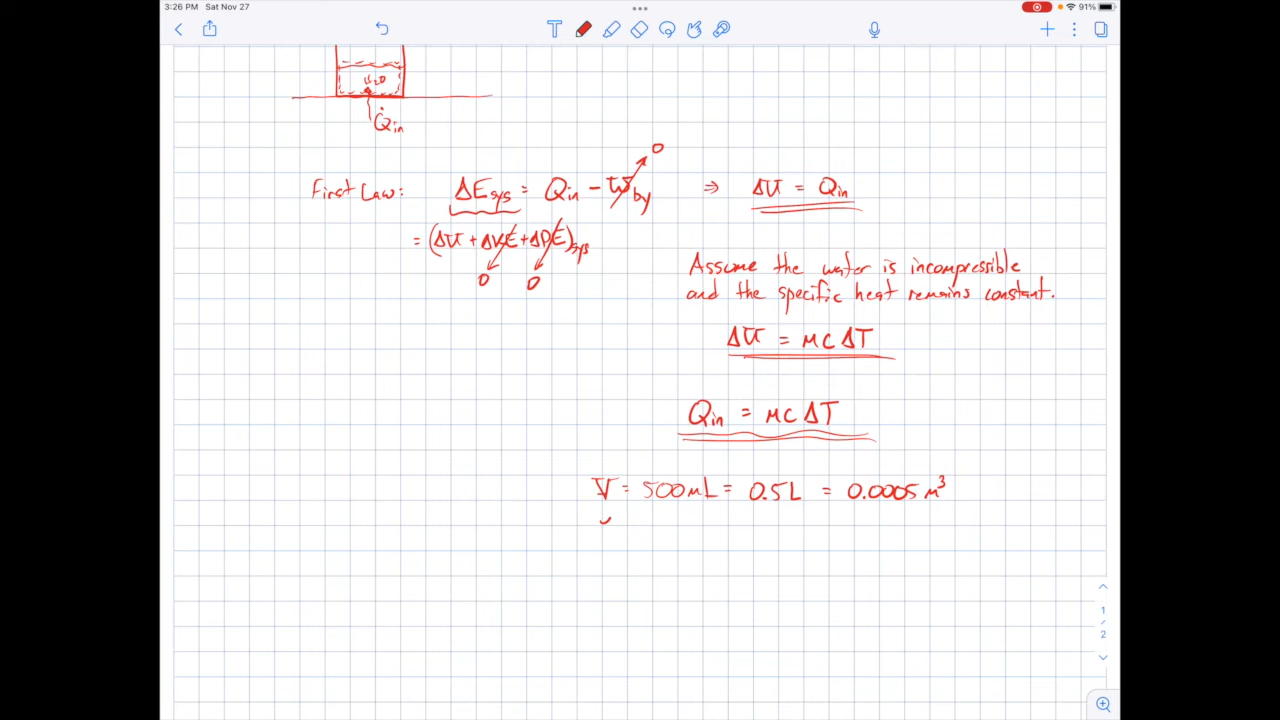 3:26 PM Sat Nov 27
91%
H₂O
Q̇in
First Law: ΔEsys = Qin - Wby 0 ⇒ ΔU = Qin
= (ΔU + ΔKE + ΔPE)sys
0 0
Assume the water is incompressible
and the specific heat remains constant.
ΔU = mcΔT
Qin = mcΔT
V = 500mL = 0.5L = 0.0005m³
1
/
2